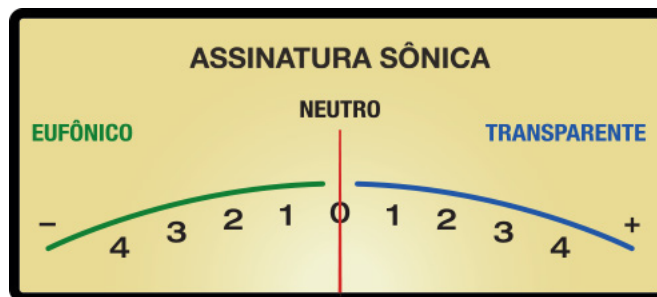 ASSINATURA SÔNICA
NEUTRO
EUFÔNICO TRANSPARENTE
– 4 3 2 1 0 1 2 3 4 +